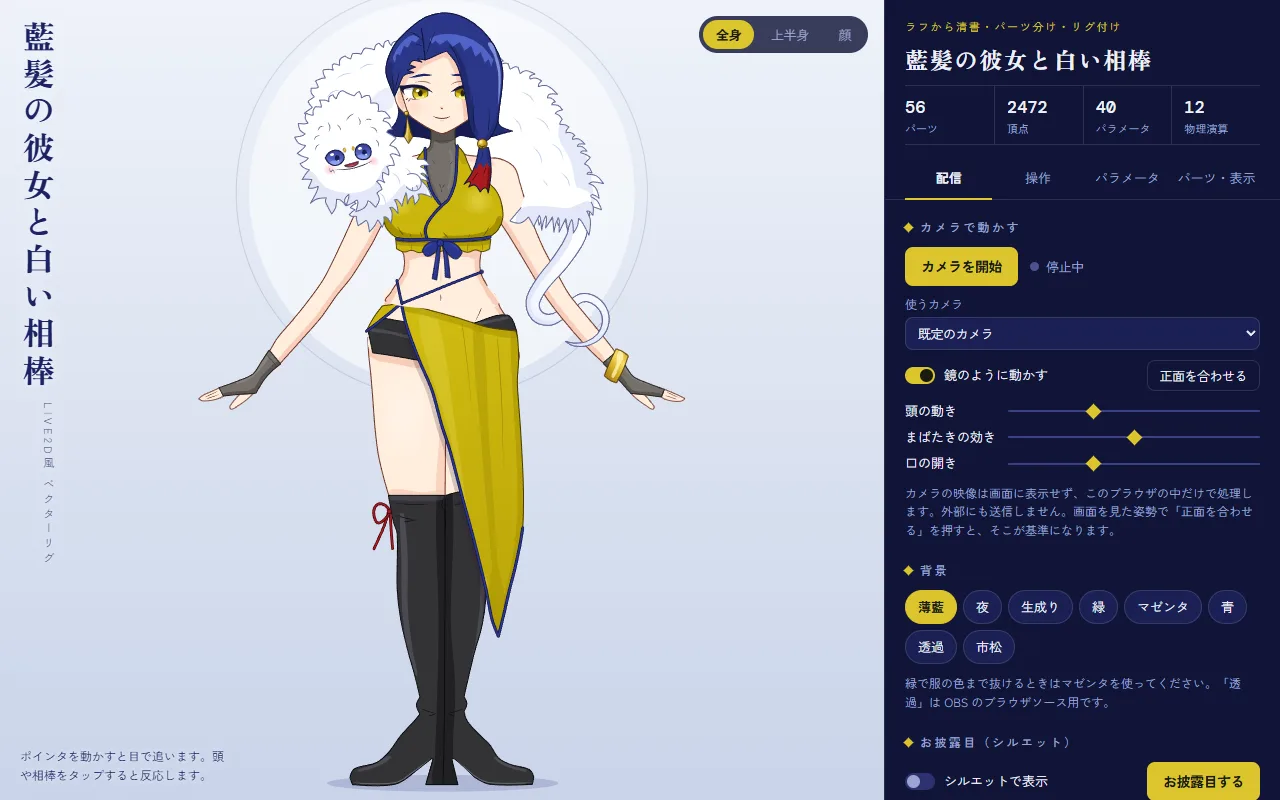 藍髪の彼女と白い相棒
LIVE2D風 ベクターリグ
全身 上半身 顔
ポインタを動かすと目で追います。頭
や相棒をタップすると反応します。
ラフから清書・パーツ分け・リグ付け
藍髪の彼女と白い相棒
56 2472 40 12
パーツ 頂点 パラメータ 物理演算
配信 操作 パラメータ パーツ・表示
カメラで動かす
カメラを開始 停止中
使うカメラ
既定のカメラ
鏡のように動かす 正面を合わせる
頭の動き
まばたきの効き
口の開き
カメラの映像は画面に表示せず、このブラウザの中だけで処理し
ます。外部にも送信しません。画面を見た姿勢で「正面を合わせ
る」を押すと、そこが基準になります。
背景
薄藍 夜 生成り 緑 マゼンタ 青
透過 市松
緑で服の色まで抜けるときはマゼンタを使ってください。「透
過」は OBS のブラウザソース用です。
お披露目（シルエット）
シルエットで表示 お披露目する